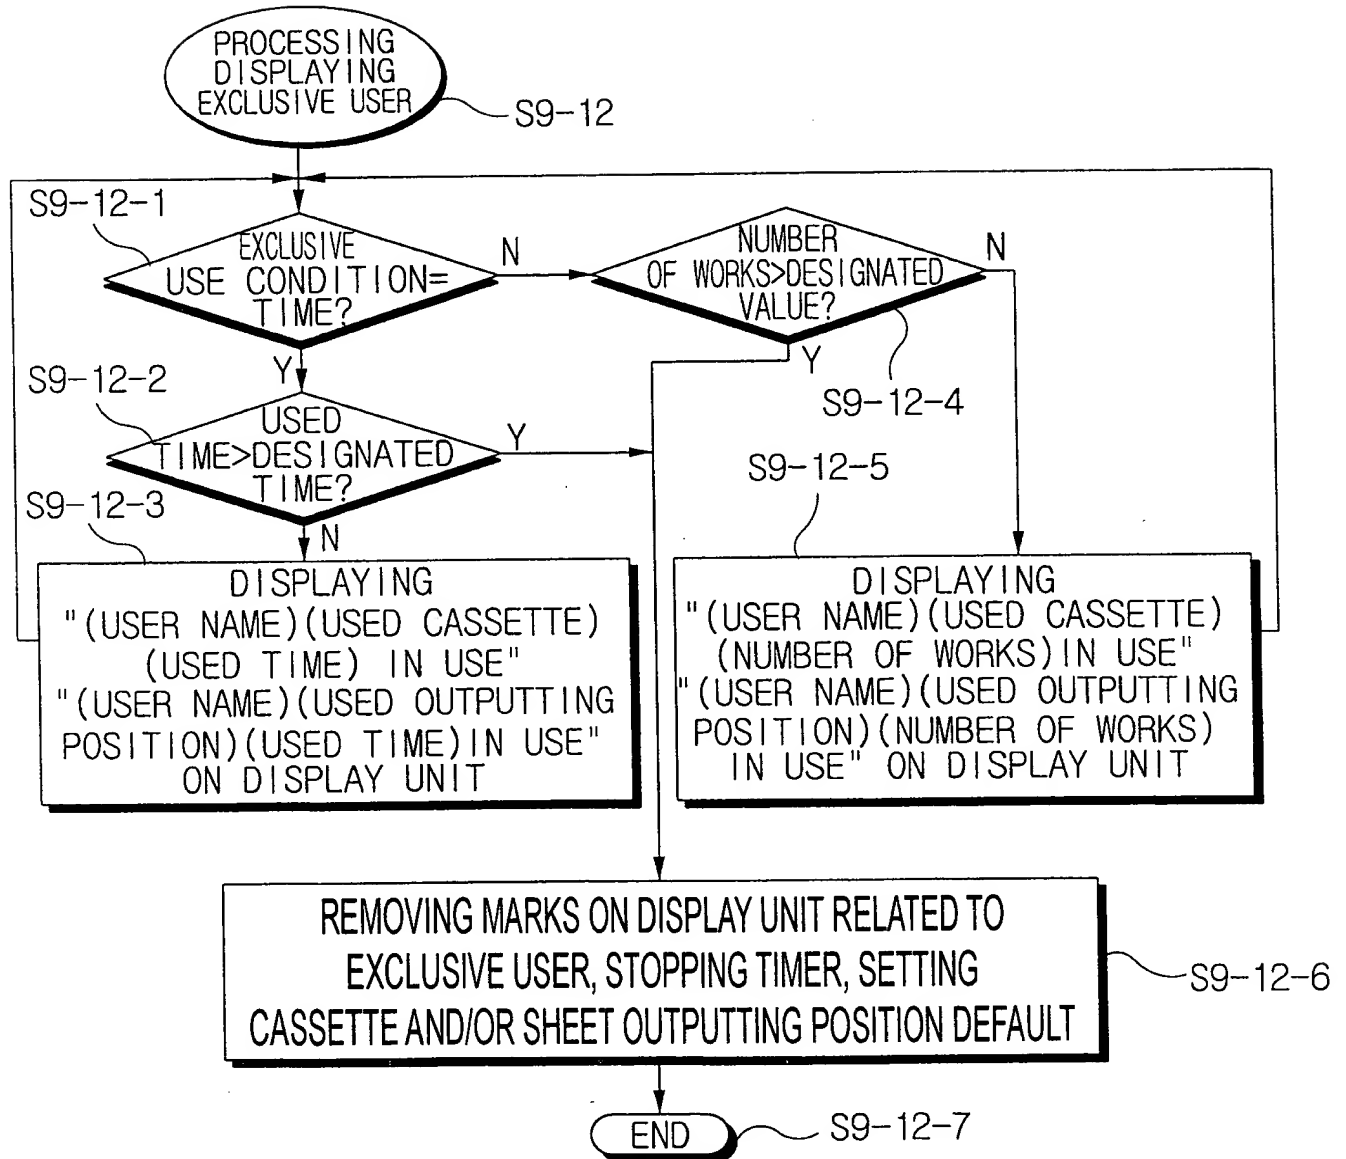 PROCESSING
DISPLAYING
EXCLUSIVE USER
S9-12
S9-12-1
EXCLUSIVE
USE CONDITION=
TIME?
N
NUMBER
OF WORKS>DESIGNATED
VALUE?
N
Y
Y
S9-12-4
S9-12-2
USED
TIME>DESIGNATED
TIME?
Y
N
S9-12-3
DISPLAYING
"(USER NAME)(USED CASSETTE)
(USED TIME) IN USE"
"(USER NAME)(USED OUTPUTTING
POSITION)(USED TIME)IN USE"
ON DISPLAY UNIT
S9-12-5
DISPLAYING
"(USER NAME)(USED CASSETTE)
(NUMBER OF WORKS)IN USE"
"(USER NAME)(USED OUTPUTTING
POSITION)(NUMBER OF WORKS)
IN USE" ON DISPLAY UNIT
REMOVING MARKS ON DISPLAY UNIT RELATED TO
EXCLUSIVE USER, STOPPING TIMER, SETTING
CASSETTE AND/OR SHEET OUTPUTTING POSITION DEFAULT
S9-12-6
END
S9-12-7